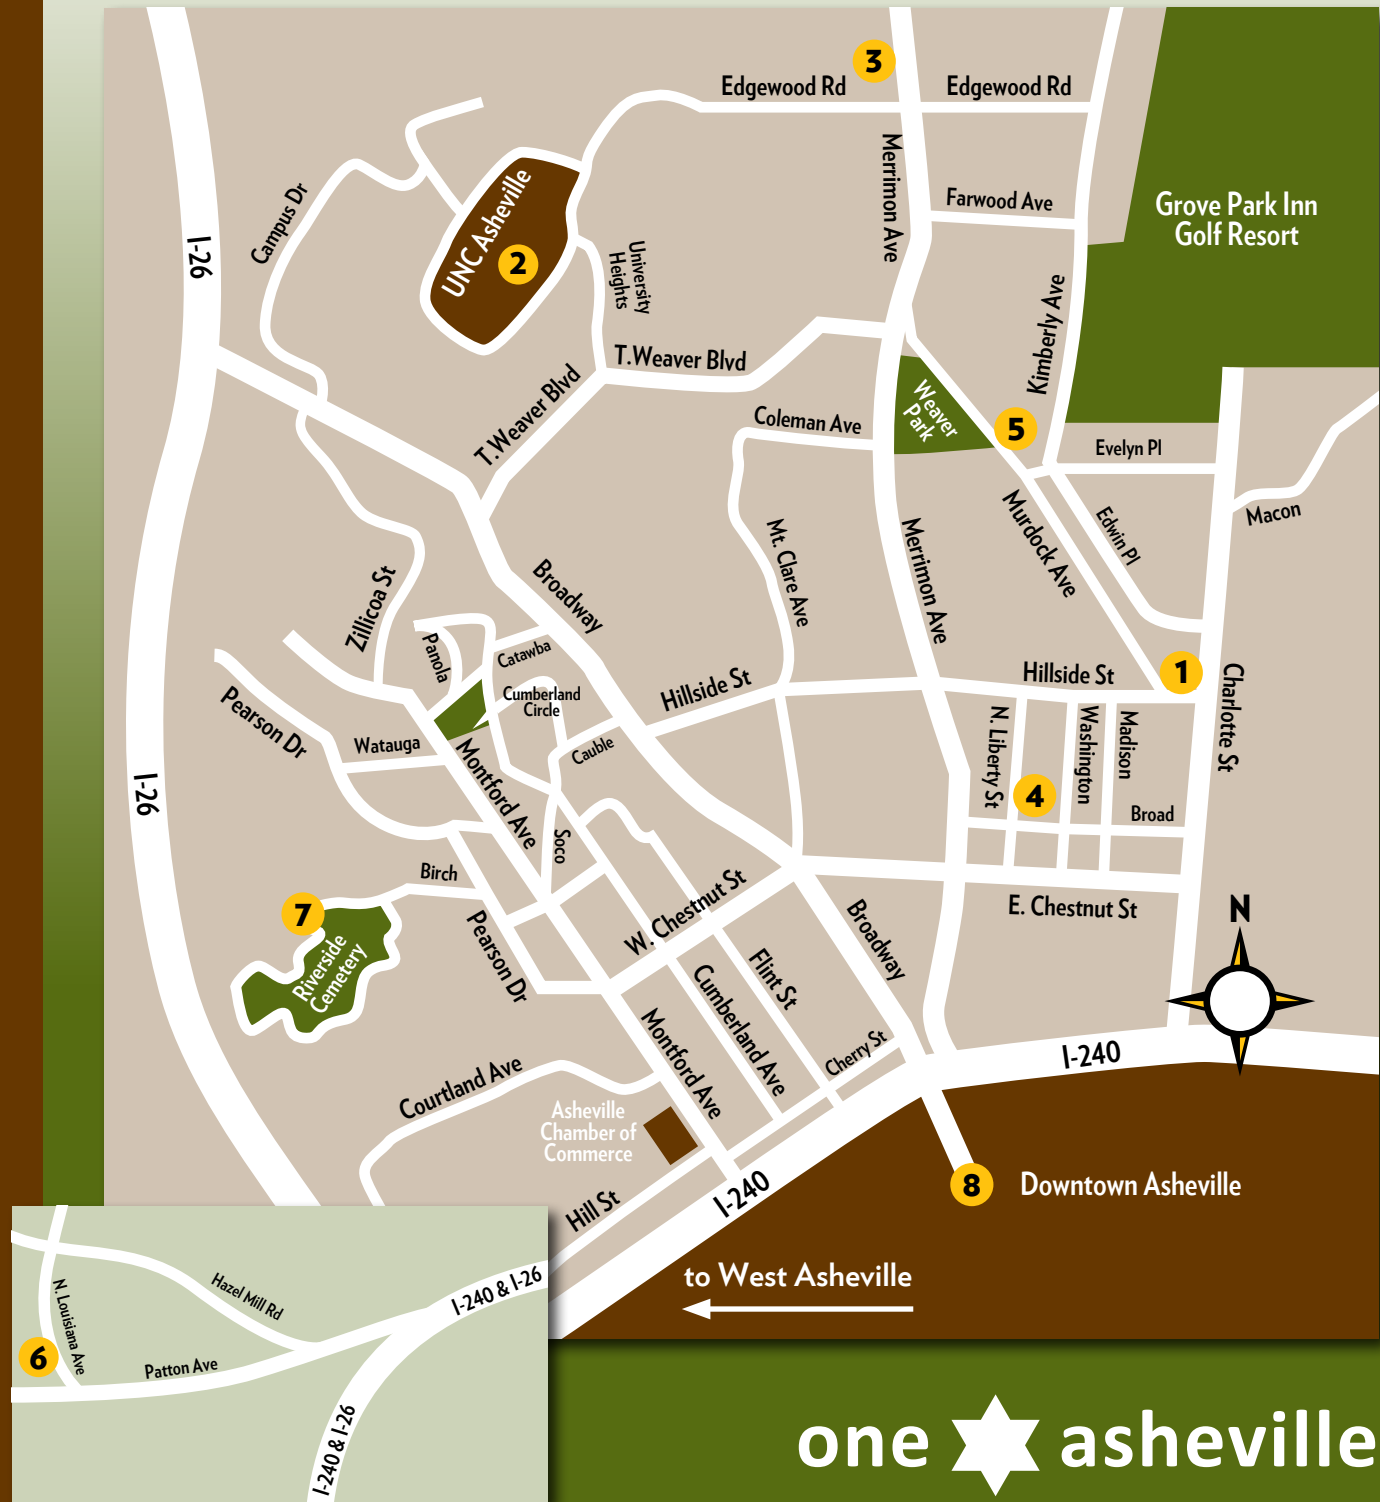 3
Edgewood Rd
Edgewood Rd
Merrimon Ave
Farwood Ave
Grove Park Inn
Golf Resort
Campus Dr
I-26
UNC Asheville
2
University
Heights
Kimberly Ave
T.Weaver Blvd
T.Weaver Blvd
Weaver
Park
Coleman Ave
5
Evelyn Pl
Macon
Edwin Pl
Murdock Ave
Mt. Clare Ave
Merrimon Ave
Broadway
Zillicoa St
Panola
Catawba
Cumberland
Circle
Hillside St
Hillside St
1
Charlotte St
Pearson Dr
Watauga
Montford Ave
Cauble
N. Liberty St
Washington
Madison
4
Broad
I-26
Soco
Birch
W. Chestnut St
E. Chestnut St
N
7
Riverside
Cemetery
Pearson Dr
Broadway
Flint St
Cumberland Ave
Montford Ave
Cherry St
I-240
Courtland Ave
Asheville
Chamber of
Commerce
Hill St
I-240
8
Downtown Asheville
to West Asheville
N. Louisiana Ave
Hazel Mill Rd
I-240 & I-26
6
Patton Ave
I-240 & I-26
one asheville